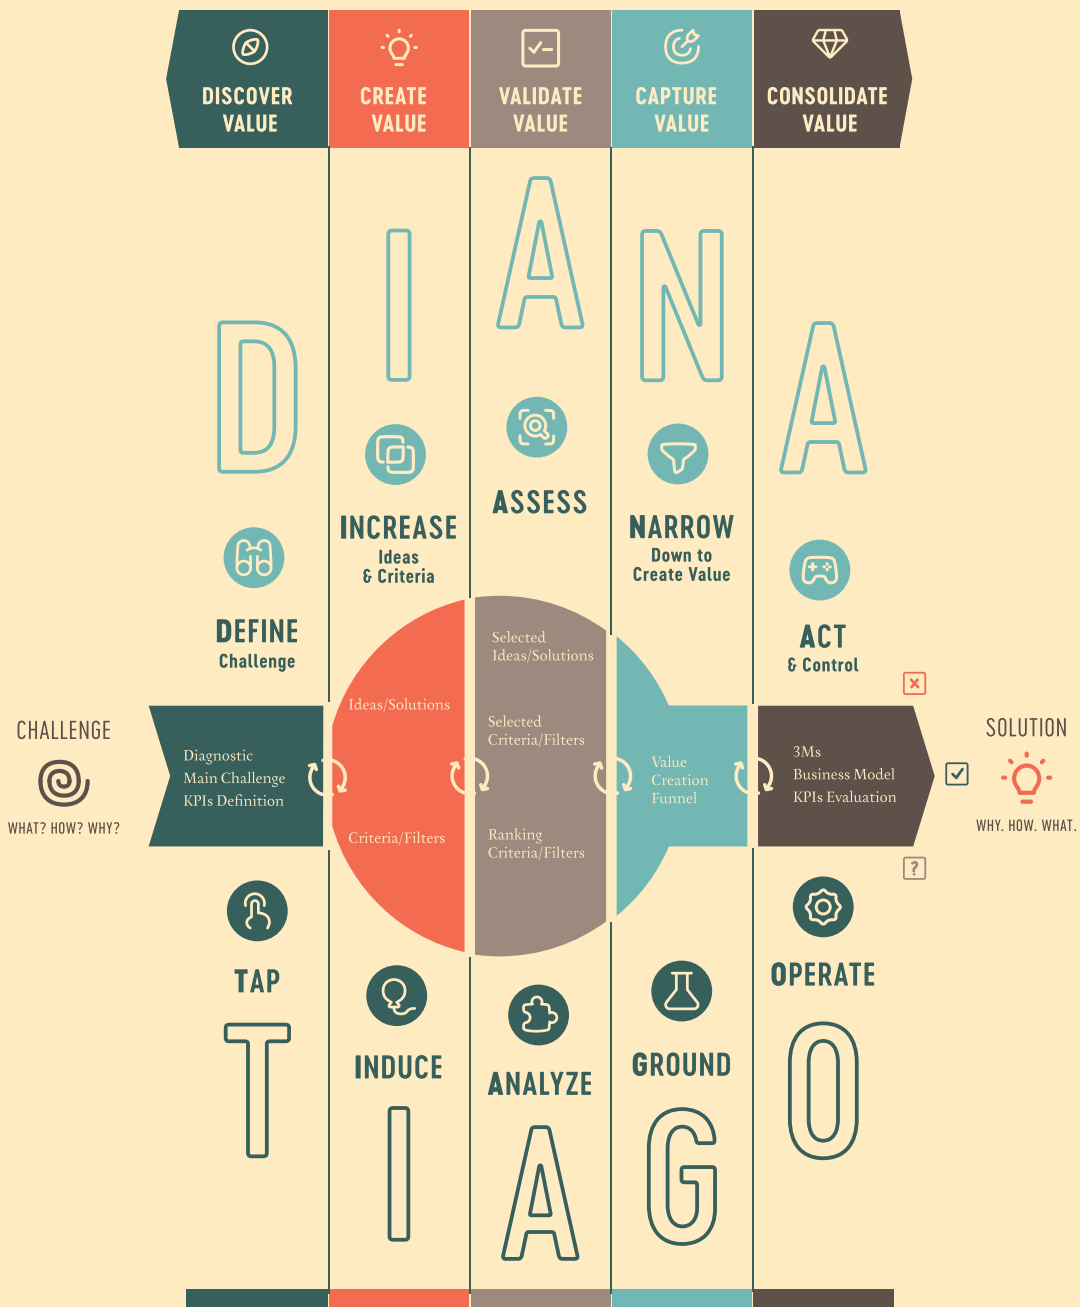 DISCOVER
VALUE
CREATE
VALUE
VALIDATE
VALUE
CAPTURE
VALUE
CONSOLIDATE
VALUE
D
I
A
N
A
DEFINE
Challenge
INCREASE
Ideas
& Criteria
ASSESS
NARROW
Down to
Create Value
ACT
& Control
CHALLENGE
WHAT? HOW? WHY?
Diagnostic
Main Challenge
KPIs Definition
Ideas/Solutions
Criteria/Filters
Selected
Ideas/Solutions
Selected
Criteria/Filters
Ranking
Criteria/Filters
Value
Creation
Funnel
3Ms
Business Model
KPIs Evaluation
?
SOLUTION
WHY. HOW. WHAT.
TAP
INDUCE
ANALYZE
GROUND
OPERATE
T
I
A
G
O